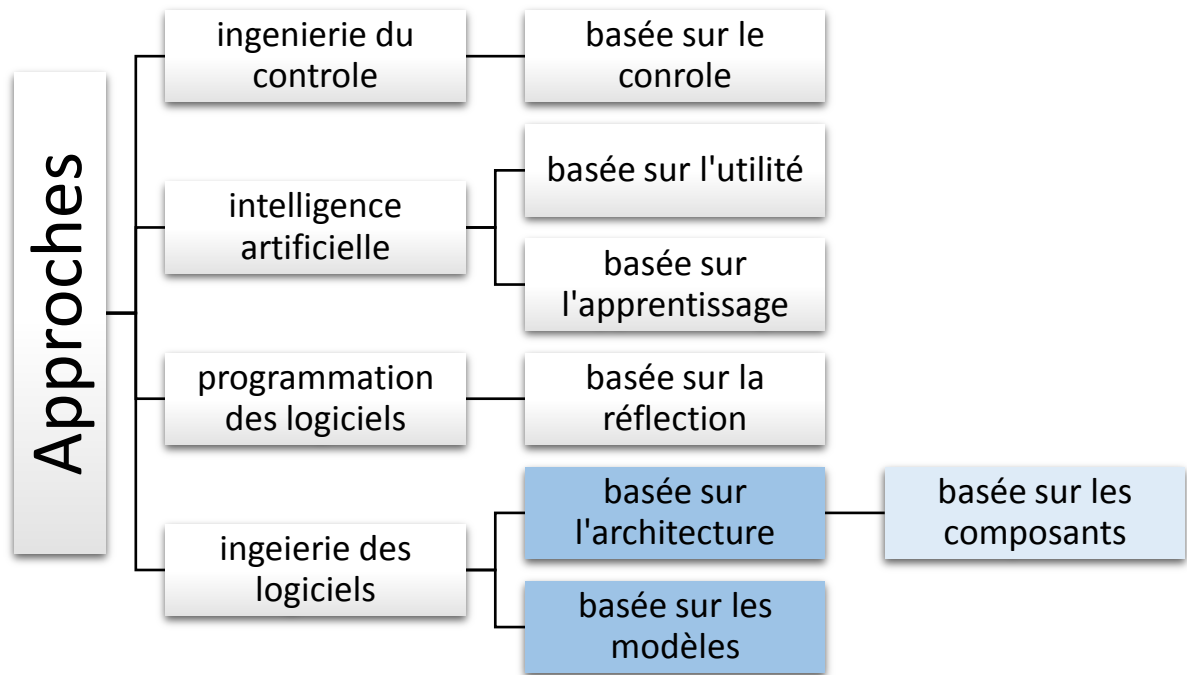 Approches
ingenierie du
controle
basée sur le
conrole
intelligence
artificielle
basée sur l'utilité
basée sur
l'apprentissage
programmation
des logiciels
basée sur la
réflection
ingeierie des
logiciels
basée sur
l'architecture
basée sur les
composants
basée sur les
modèles